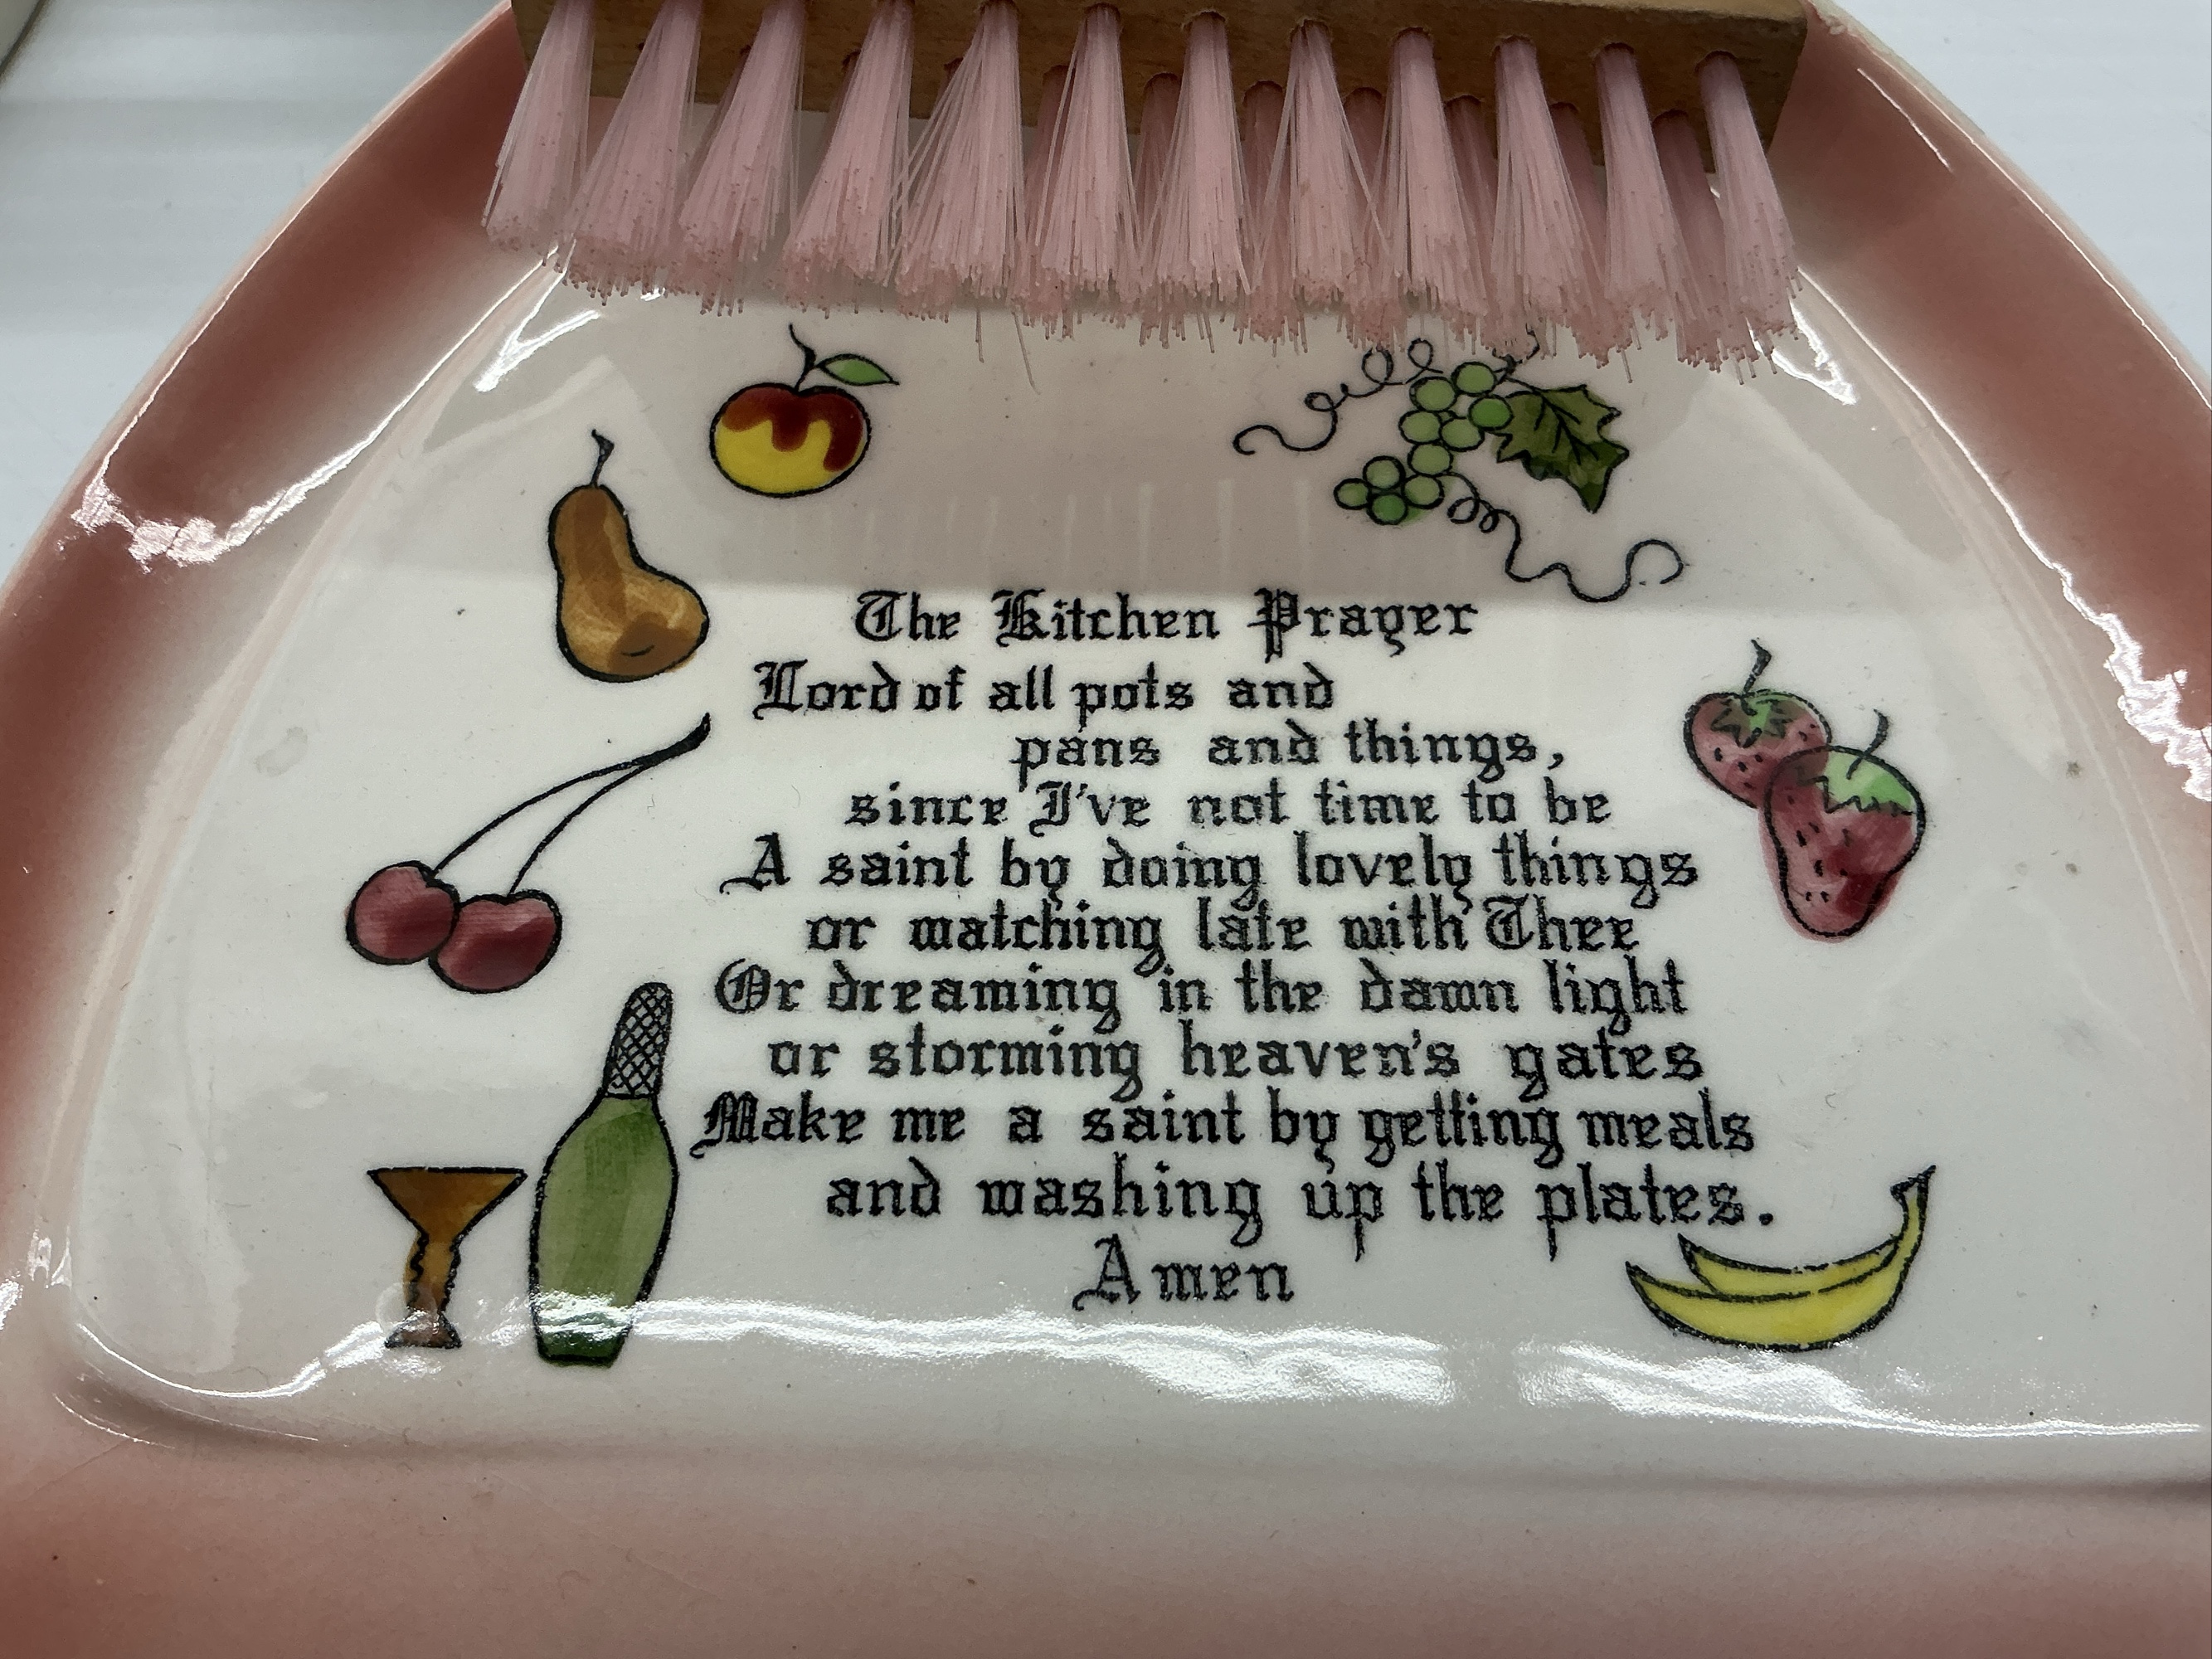 The Kitchen Prayer
Lord of all pots and
pans and things,
since I've not time to be
A saint by doing lovely things
or watching late with Thee
Or dreaming in the dawn light
or storming heaven's gates
Make me a saint by getting meals
and washing up the plates.
Amen